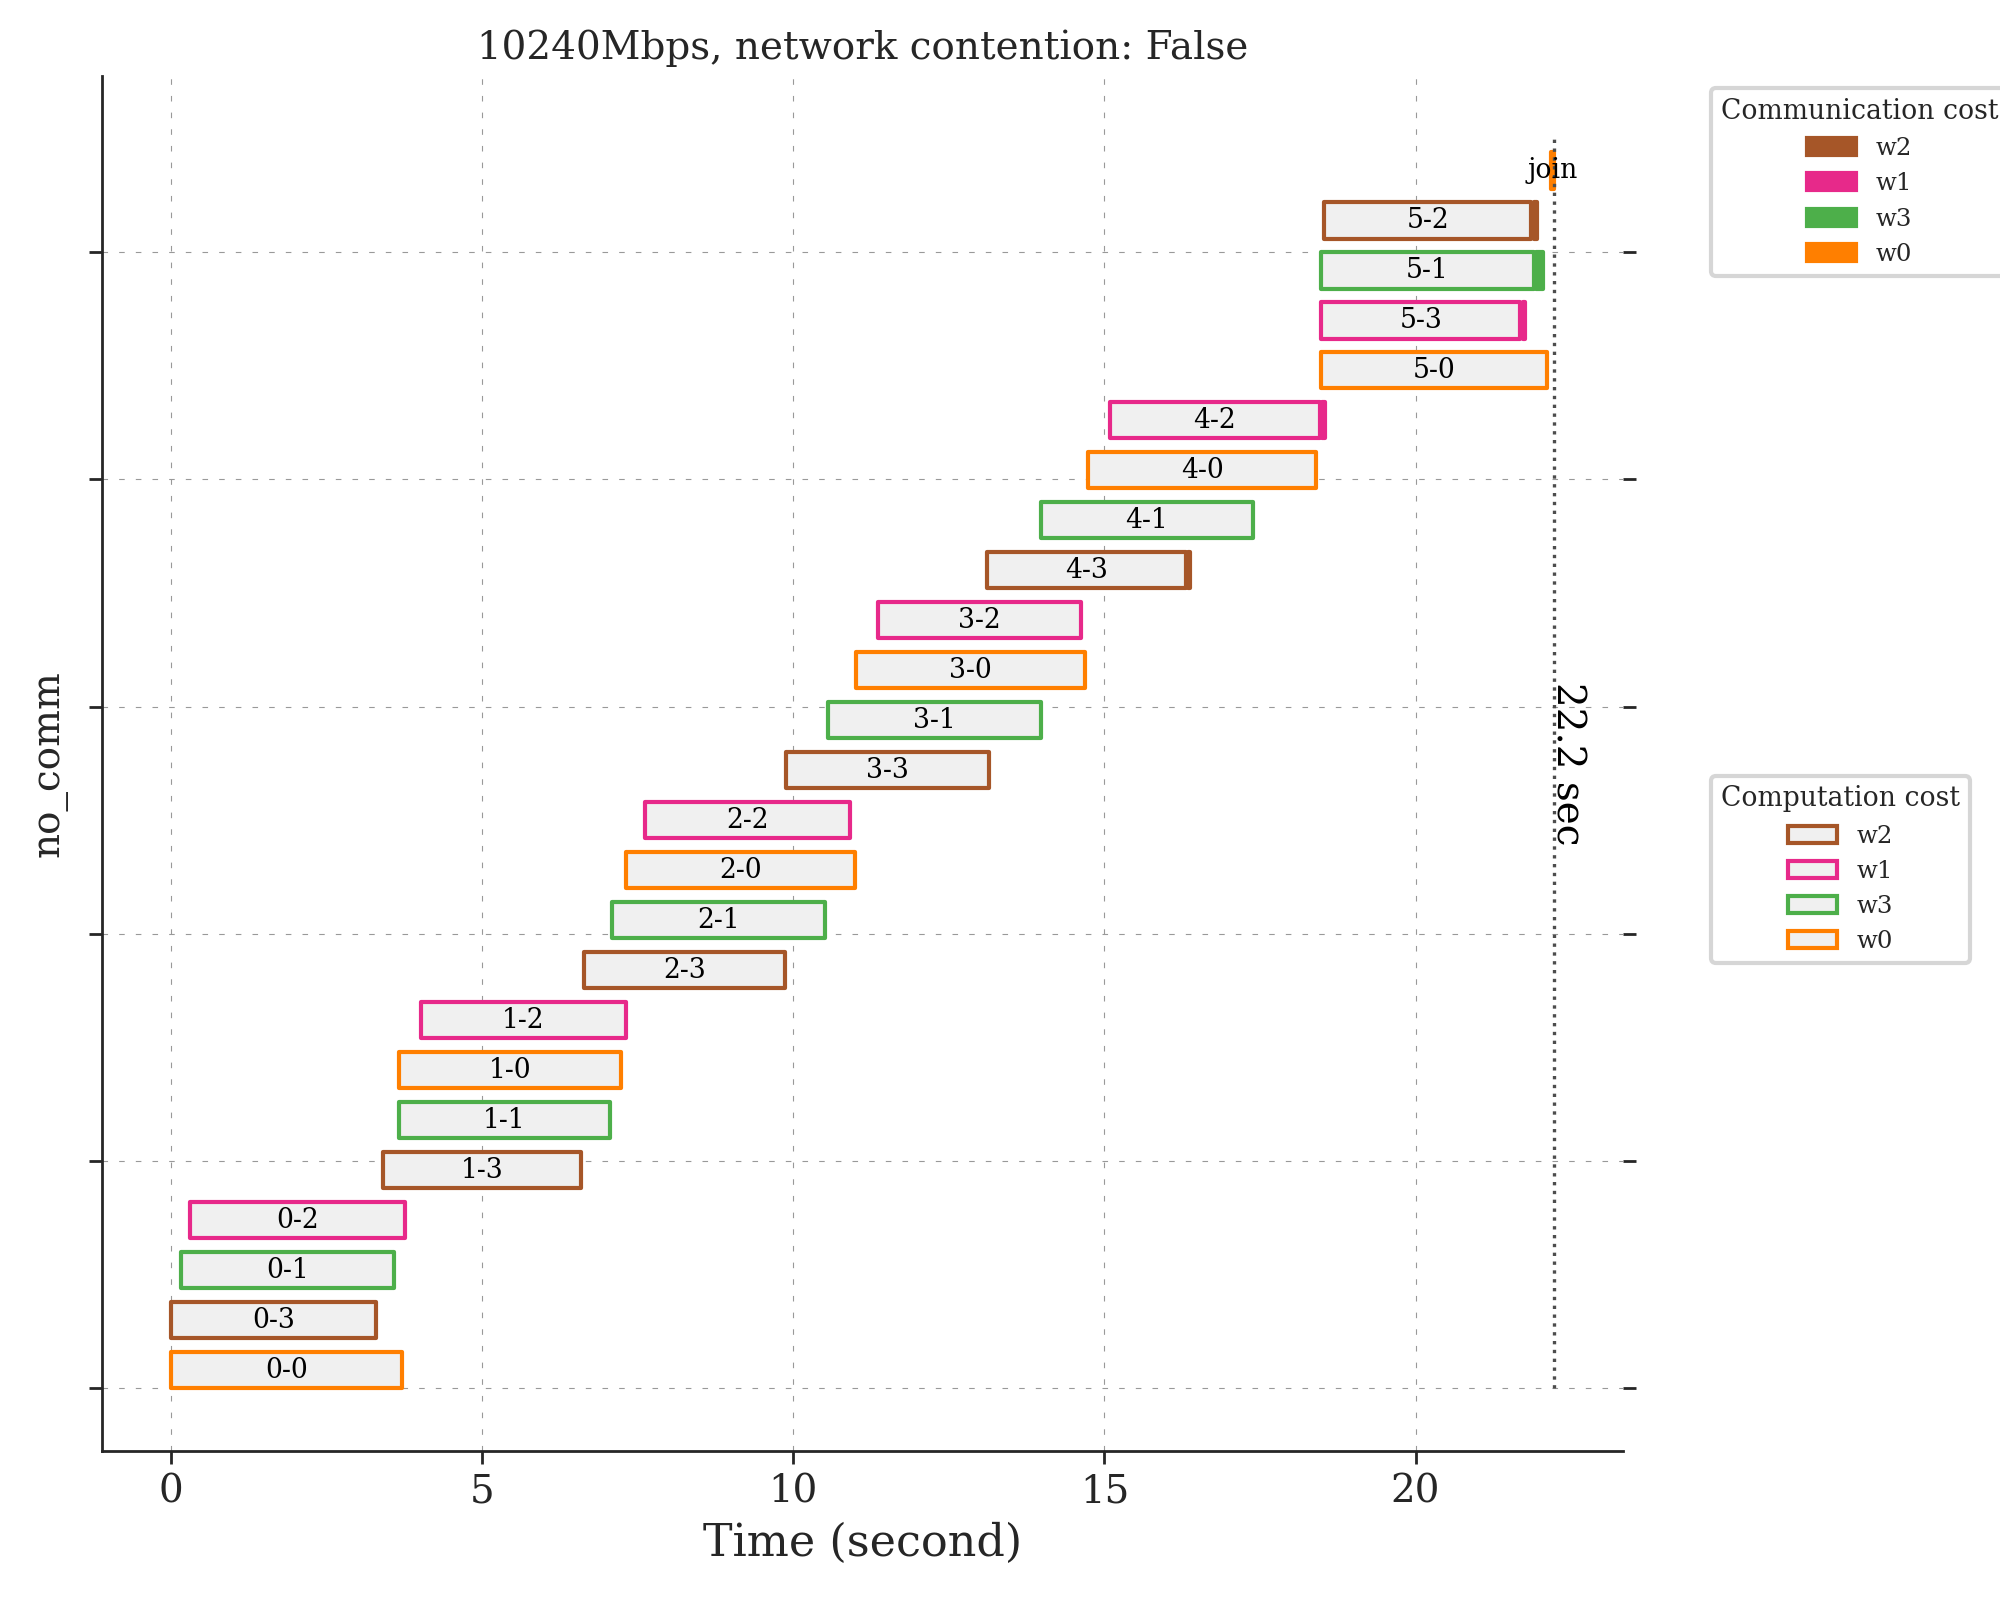 10240Mbps, network contention: False
Communication cost
w2
w1
w3
w0
join
5-2
5-1
5-3
5-0
4-2
4-0
4-1
4-3
3-2
3-0
3-1
3-3
2-2
2-0
2-1
2-3
1-2
1-0
1-1
1-3
0-2
0-1
0-3
0-0
22.2 sec
no_comm
Computation cost
w2
w1
w3
w0
0
5
10
15
20
Time (second)